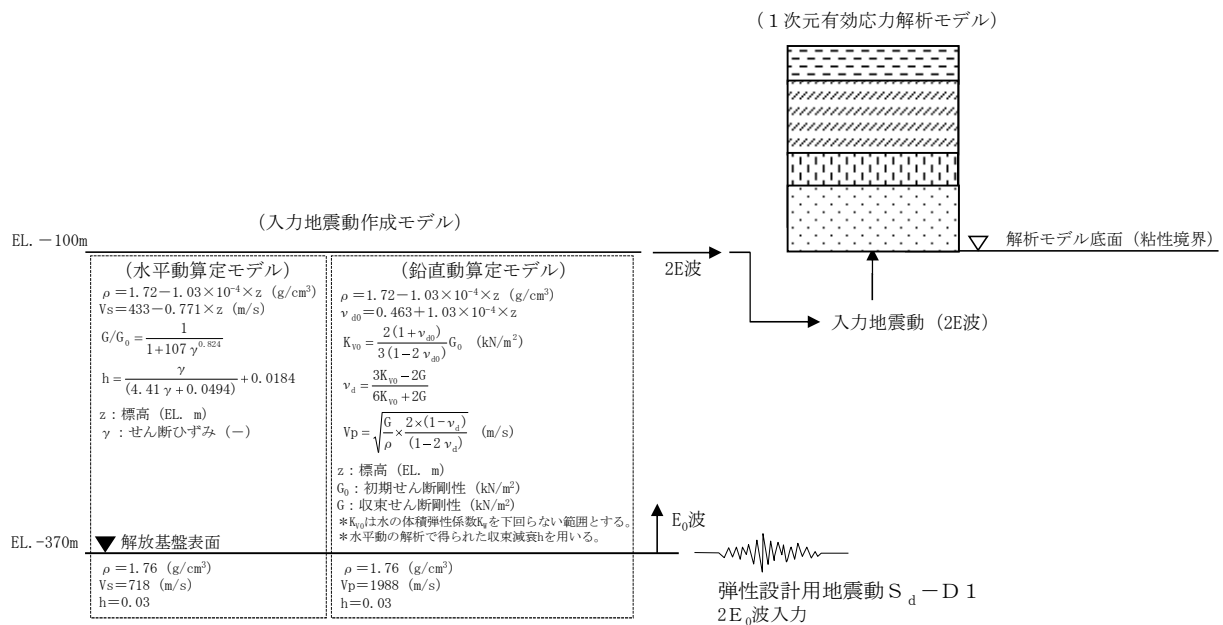 (1次元有効応力解析モデル)
(入力地震動作成モデル)
EL.－100m
2E波
解析モデル底面 (粘性境界)
入力地震動 (2E波)
(水平動算定モデル)
ρ＝1.72－1.03×10⁻⁴×z (g/cm³)
Vs＝433－0.771×z (m/s)
G/G₀ = 1/(1+107γ^0.824)
h = γ/(4.41γ+0.0494) + 0.0184
z：標高 (EL. m)
γ：せん断ひずみ (－)
(鉛直動算定モデル)
ρ＝1.72－1.03×10⁻⁴×z (g/cm³)
ν_d0＝0.463＋1.03×10⁻⁴×z
K_V0 = 2(1+ν_d0)/3(1-2ν_d0) G₀ (kN/m²)
ν_d = (3K_V0-2G)/(6K_V0+2G)
Vp = √(G/ρ × 2×(1-ν_d)/(1-2ν_d)) (m/s)
z：標高 (EL. m)
G₀：初期せん断剛性 (kN/m²)
G：収束せん断剛性 (kN/m²)
＊K_V0は水の体積弾性係数K_Wを下回らない範囲とする。
＊水平動の解析で得られた収束減衰hを用いる。
E₀波
EL.-370m
解放基盤表面
ρ＝1.76 (g/cm³)
Vs＝718 (m/s)
h＝0.03
ρ＝1.76 (g/cm³)
Vp＝1988 (m/s)
h＝0.03
弾性設計用地震動S_d－D1
2E₀波入力